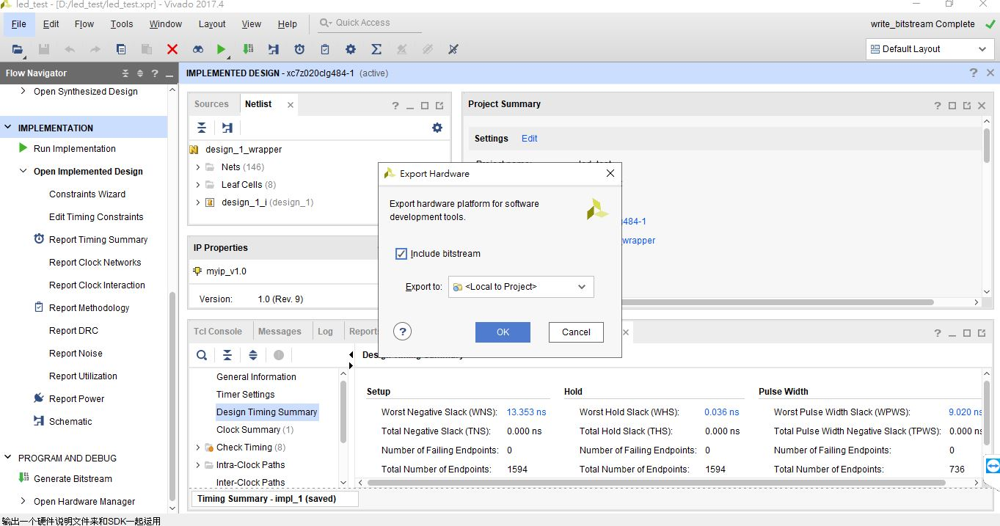 led_test - [D:/led_test/led_test.xpr] - Vivado 2017.4
File Edit Flow Tools Window Layout View Help Quick Access
write_bitstream Complete
Default Layout
Flow Navigator
Open Synthesized Design
IMPLEMENTATION
Run Implementation
Open Implemented Design
Constraints Wizard
Edit Timing Constraints
Report Timing Summary
Report Clock Networks
Report Clock Interaction
Report Methodology
Report DRC
Report Noise
Report Utilization
Report Power
Schematic
PROGRAM AND DEBUG
Generate Bitstream
Open Hardware Manager
IMPLEMENTED DESIGN - xc7z020clg484-1 (active)
Sources Netlist
design_1_wrapper
Nets (146)
Leaf Cells (8)
design_1_i (design_1)
IP Properties
myip_v1.0
Version: 1.0 (Rev. 9)
Project Summary
Settings Edit
Project name: led_test
g484-1
wrapper
Export Hardware
Export hardware platform for software
development tools.
Include bitstream
Export to: <Local to Project>
? OK Cancel
Tcl Console Messages Log Reports
General Information
Timer Settings
Design Timing Summary
Clock Summary (1)
Check Timing (8)
Intra-Clock Paths
Inter-Clock Paths
Design Timing Summary
Setup Hold Pulse Width
Worst Negative Slack (WNS): 13.353 ns Worst Hold Slack (WHS): 0.036 ns Worst Pulse Width Slack (WPWS): 9.020 ns
Total Negative Slack (TNS): 0.000 ns Total Hold Slack (THS): 0.000 ns Total Pulse Width Negative Slack (TPWS): 0.000 ns
Number of Failing Endpoints: 0 Number of Failing Endpoints: 0 Number of Failing Endpoints: 0
Total Number of Endpoints: 1594 Total Number of Endpoints: 1594 Total Number of Endpoints: 736
Timing Summary - impl_1 (saved)
输出一个硬件说明文件来和SDK一起运用